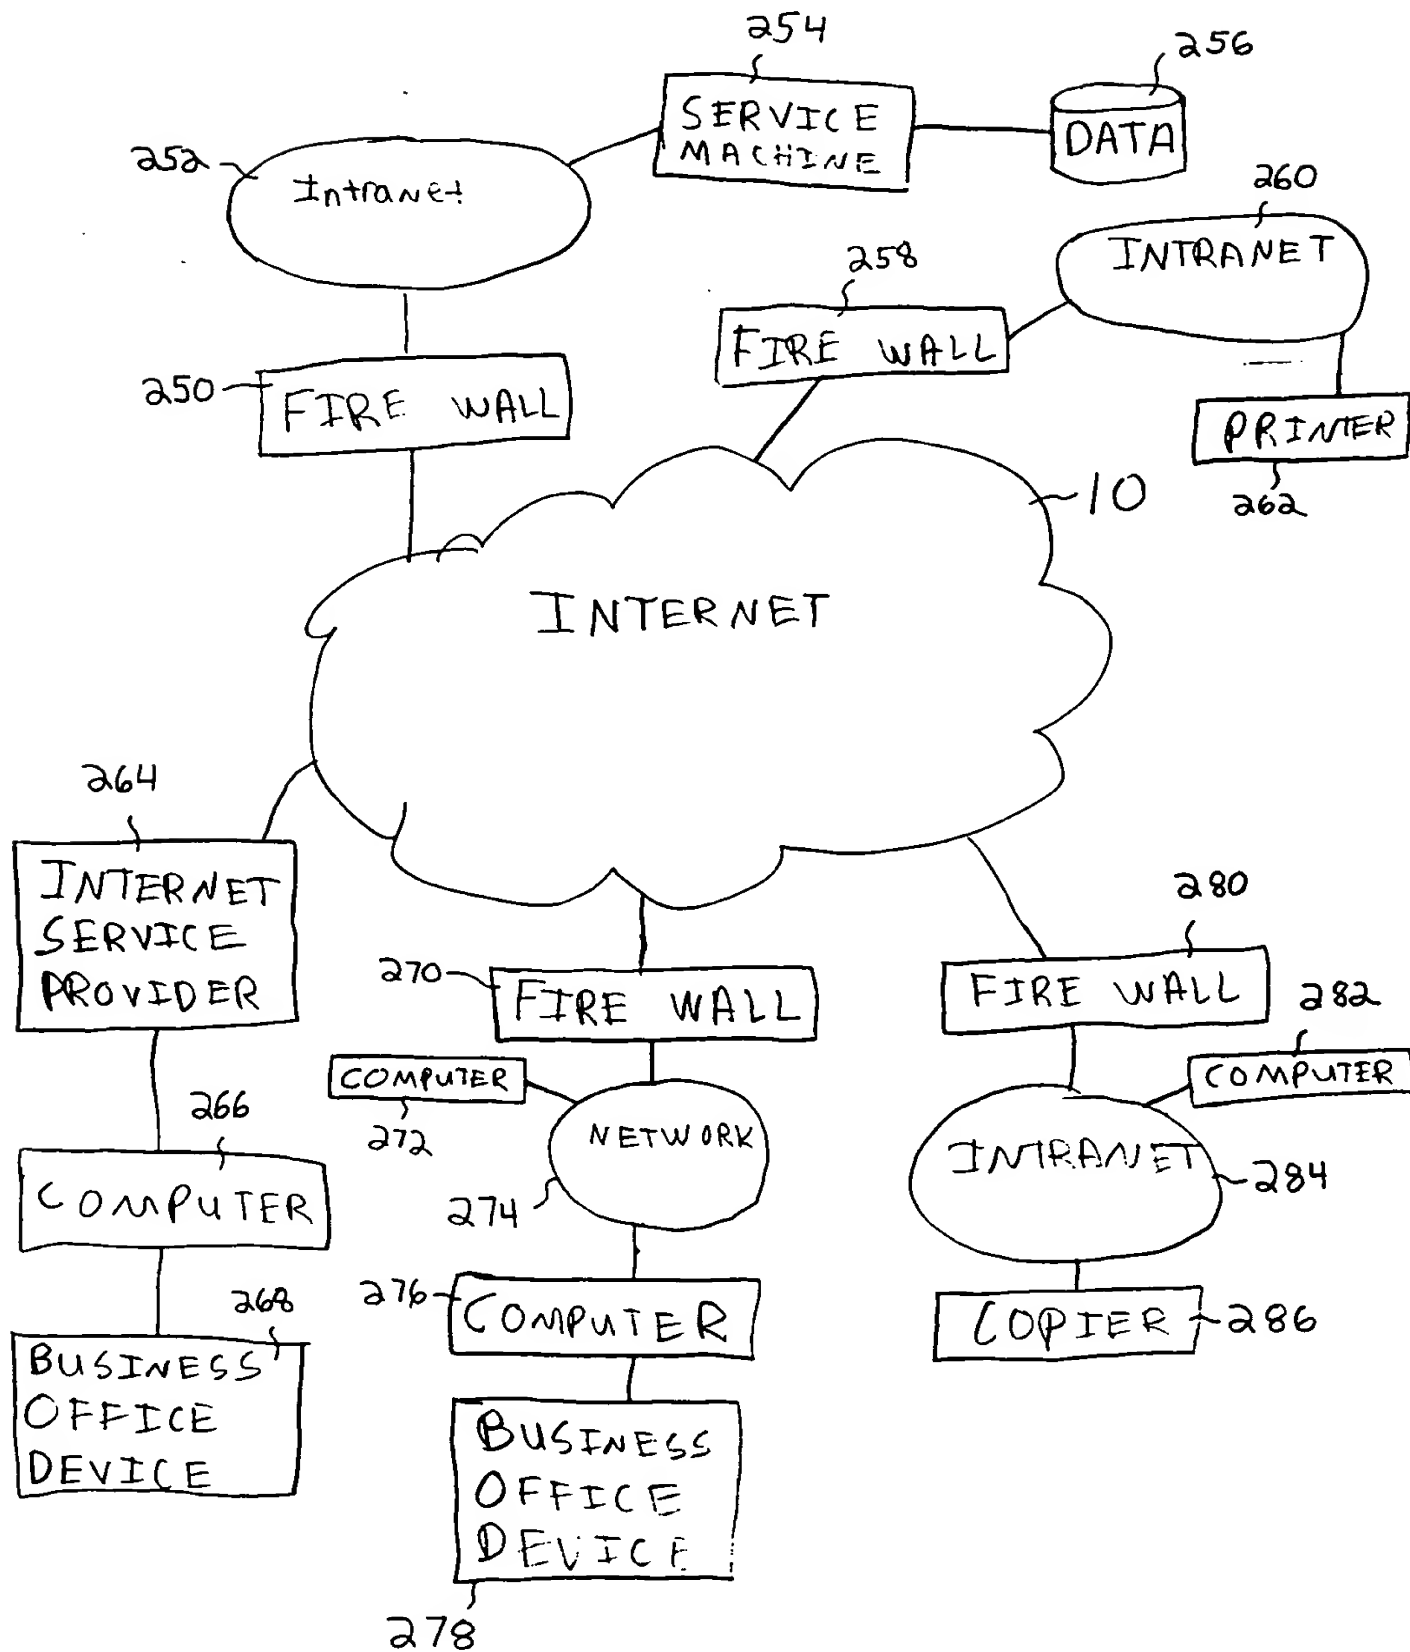 254
256
SERVICE
MACHINE
DATA
252
Intranet
260
INTRANET
258
FIRE WALL
250
FIRE WALL
PRINTER
262
10
INTERNET
264
INTERNET
SERVICE
PROVIDER
280
270
FIRE WALL
FIRE WALL
282
COMPUTER
COMPUTER
272
266
NETWORK
INTRANET
284
COMPUTER
274
276
COMPUTER
268
COPIER
286
BUSINESS
OFFICE
DEVICE
BUSINESS
OFFICE
DEVICE
278